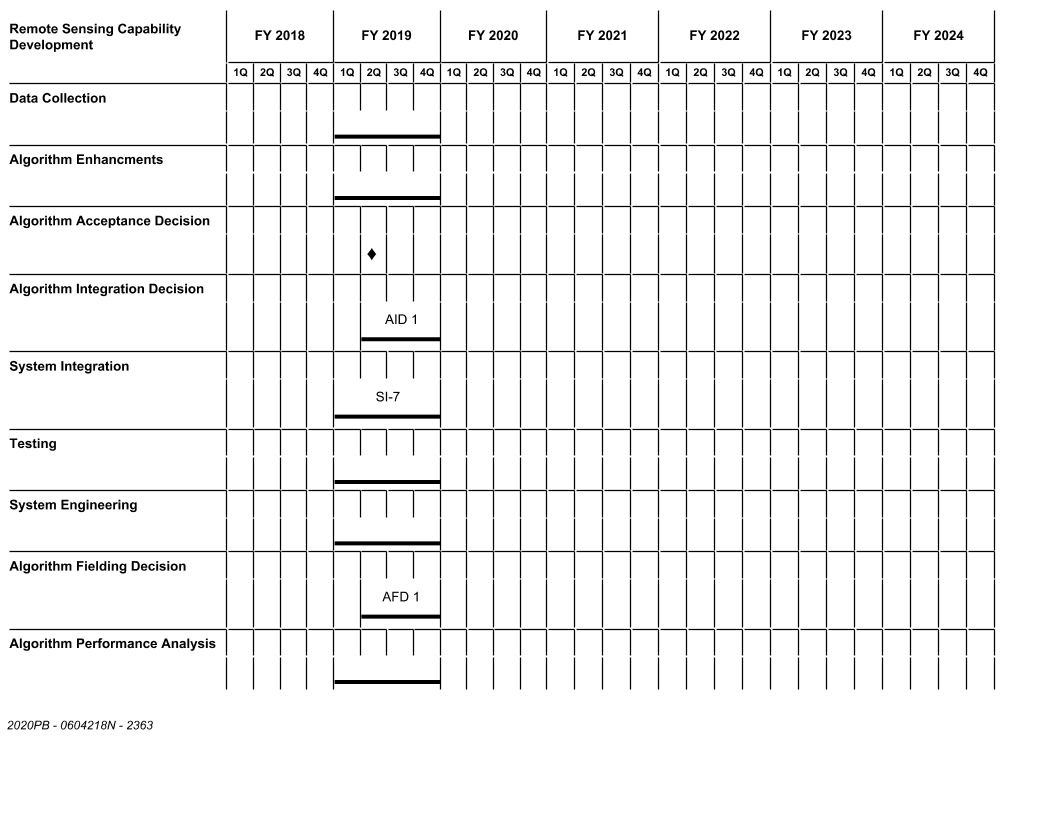 Remote Sensing Capability
Development
FY 2018 FY 2019 FY 2020 FY 2021 FY 2022 FY 2023 FY 2024
1Q 2Q 3Q 4Q 1Q 2Q 3Q 4Q 1Q 2Q 3Q 4Q 1Q 2Q 3Q 4Q 1Q 2Q 3Q 4Q 1Q 2Q 3Q 4Q 1Q 2Q 3Q 4Q
Data Collection
Algorithm Enhancments
Algorithm Acceptance Decision
Algorithm Integration Decision
AID 1
System Integration
SI-7
Testing
System Engineering
Algorithm Fielding Decision
AFD 1
Algorithm Performance Analysis
2020PB - 0604218N - 2363